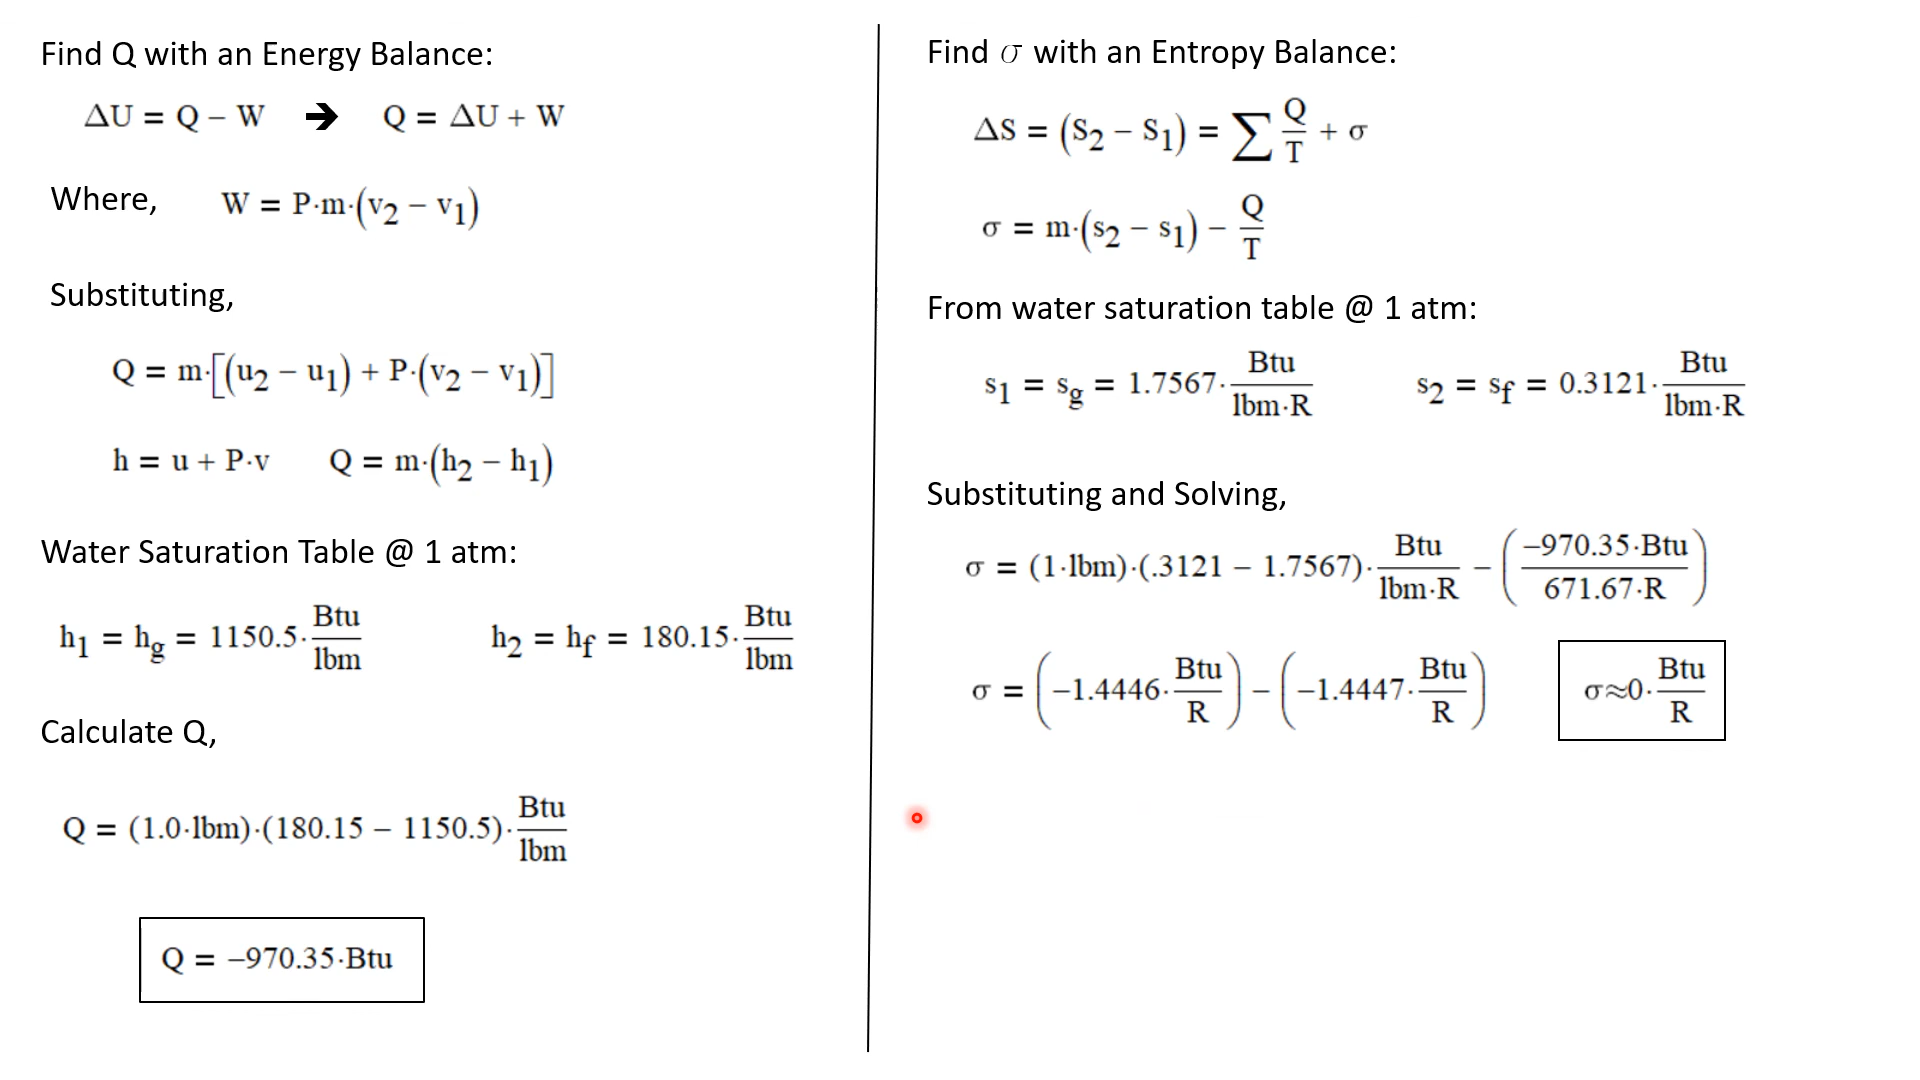 Find Q with an Energy Balance:
ΔU = Q − W ➔ Q = ΔU + W
Where, W = P·m·(v₂ − v₁)
Substituting,
Q = m·[(u₂ − u₁) + P·(v₂ − v₁)]
h = u + P·v Q = m·(h₂ − h₁)
Water Saturation Table @ 1 atm:
h₁ = h_g = 1150.5·Btu/lbm h₂ = h_f = 180.15·Btu/lbm
Calculate Q,
Q = (1.0·lbm)·(180.15 − 1150.5)·Btu/lbm
Q = −970.35·Btu
Find σ with an Entropy Balance:
ΔS = (S₂ − S₁) = ∑ Q/T + σ
σ = m·(s₂ − s₁) − Q/T
From water saturation table @ 1 atm:
s₁ = s_g = 1.7567·Btu/lbm·R s₂ = s_f = 0.3121·Btu/lbm·R
Substituting and Solving,
σ = (1·lbm)·(.3121 − 1.7567)·Btu/lbm·R − (−970.35·Btu/671.67·R)
σ = (−1.4446·Btu/R) − (−1.4447·Btu/R)
σ≈0·Btu/R